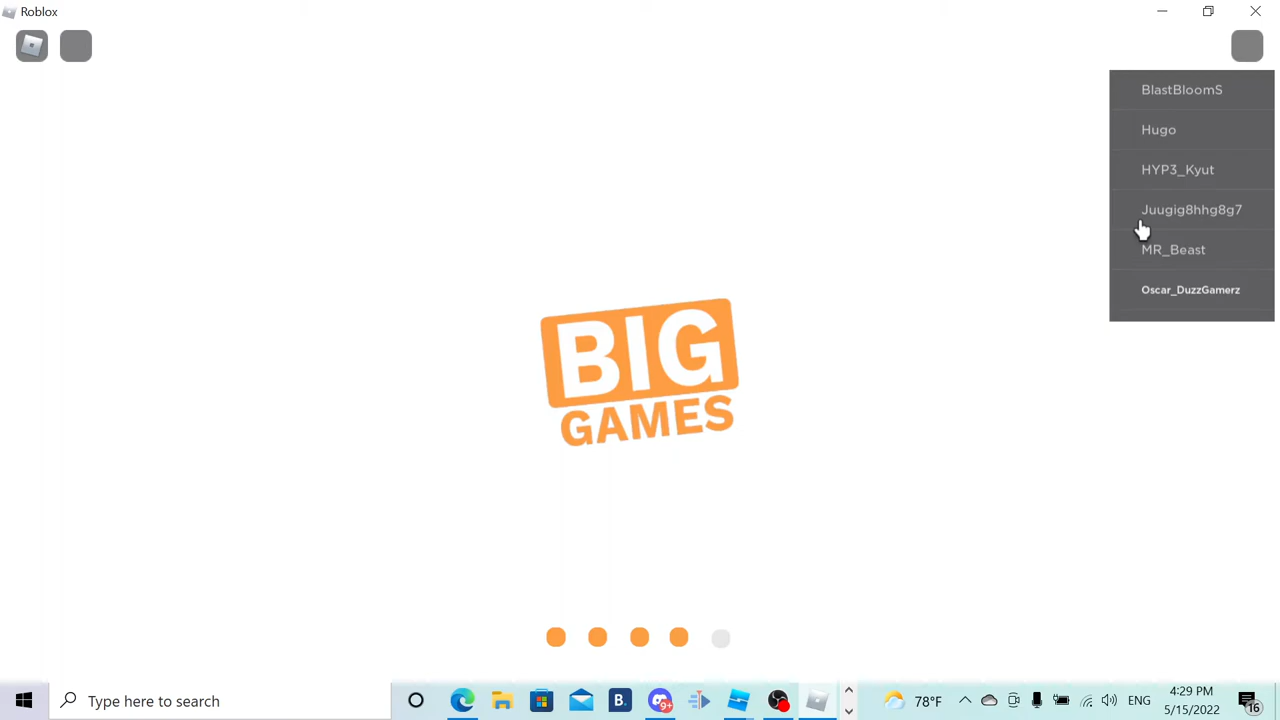 Roblox
BlastBloomS
Hugo
HYP3_Kyut
Juugig8hhg8g7
MR_Beast
Oscar_DuzzGamerz
BIG
GAMES
Type here to search
B.
9+
78°F
ENG
4:29 PM
5/15/2022
16